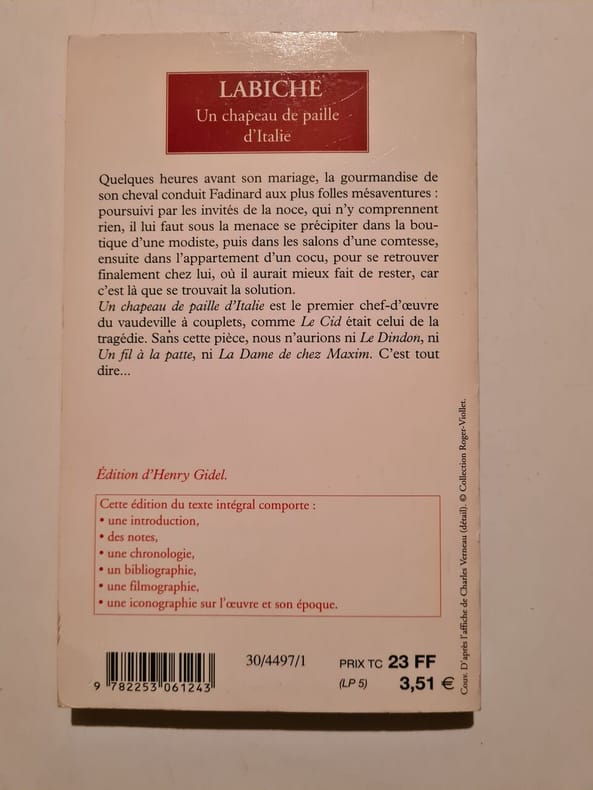 LABICHE
Un chapeau de paille
d'Italie
Quelques heures avant son mariage, la gourmandise de
son cheval conduit Fadinard aux plus folles mésaventures :
poursuivi par les invités de la noce, qui n'y comprennent
rien, il lui faut sous la menace se précipiter dans la bou-
tique d'une modiste, puis dans les salons d'une comtesse,
ensuite dans l'appartement d'un cocu, pour se retrouver
finalement chez lui, où il aurait mieux fait de rester, car
c'est là que se trouvait la solution.
Un chapeau de paille d'Italie est le premier chef-d'œuvre
du vaudeville à couplets, comme Le Cid était celui de la
tragédie. Sans cette pièce, nous n'aurions ni Le Dindon, ni
Un fil à la patte, ni La Dame de chez Maxim. C'est tout
dire...
Édition d'Henry Gidel.
Cette édition du texte intégral comporte :
• une introduction,
• des notes,
• une chronologie,
• un bibliographie,
• une filmographie,
• une iconographie sur l'œuvre et son époque.
9 782253 061243
30/4497/1
PRIX TC 23 FF
(LP 5) 3,51 €
Couv. D'après l'affiche de Charles Verneau (détail). © Collection Roger-Viollet.